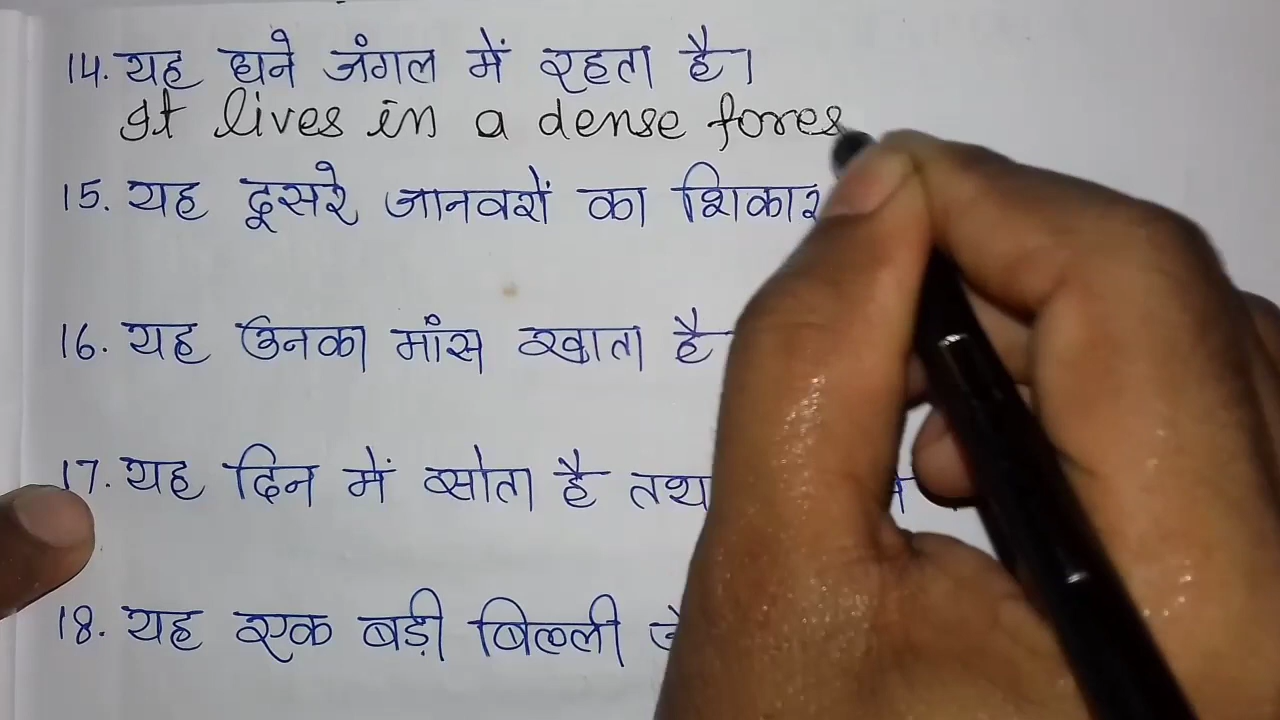 14. यह घने जंगल में रहता है।
It lives in a dense fores
15. यह दूसरे जानवरों का शिकार
16. यह उनका मांस खाता है
17. यह दिन में सोता है
18. यह एक बड़ी बिल्ली